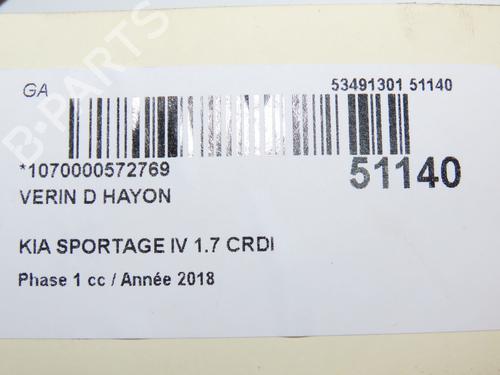 B-PARTS
GA
53491301 51140
*1070000572769
51140
VERIN D HAYON
KIA SPORTAGE IV 1.7 CRDI
Phase 1 cc / Année 2018